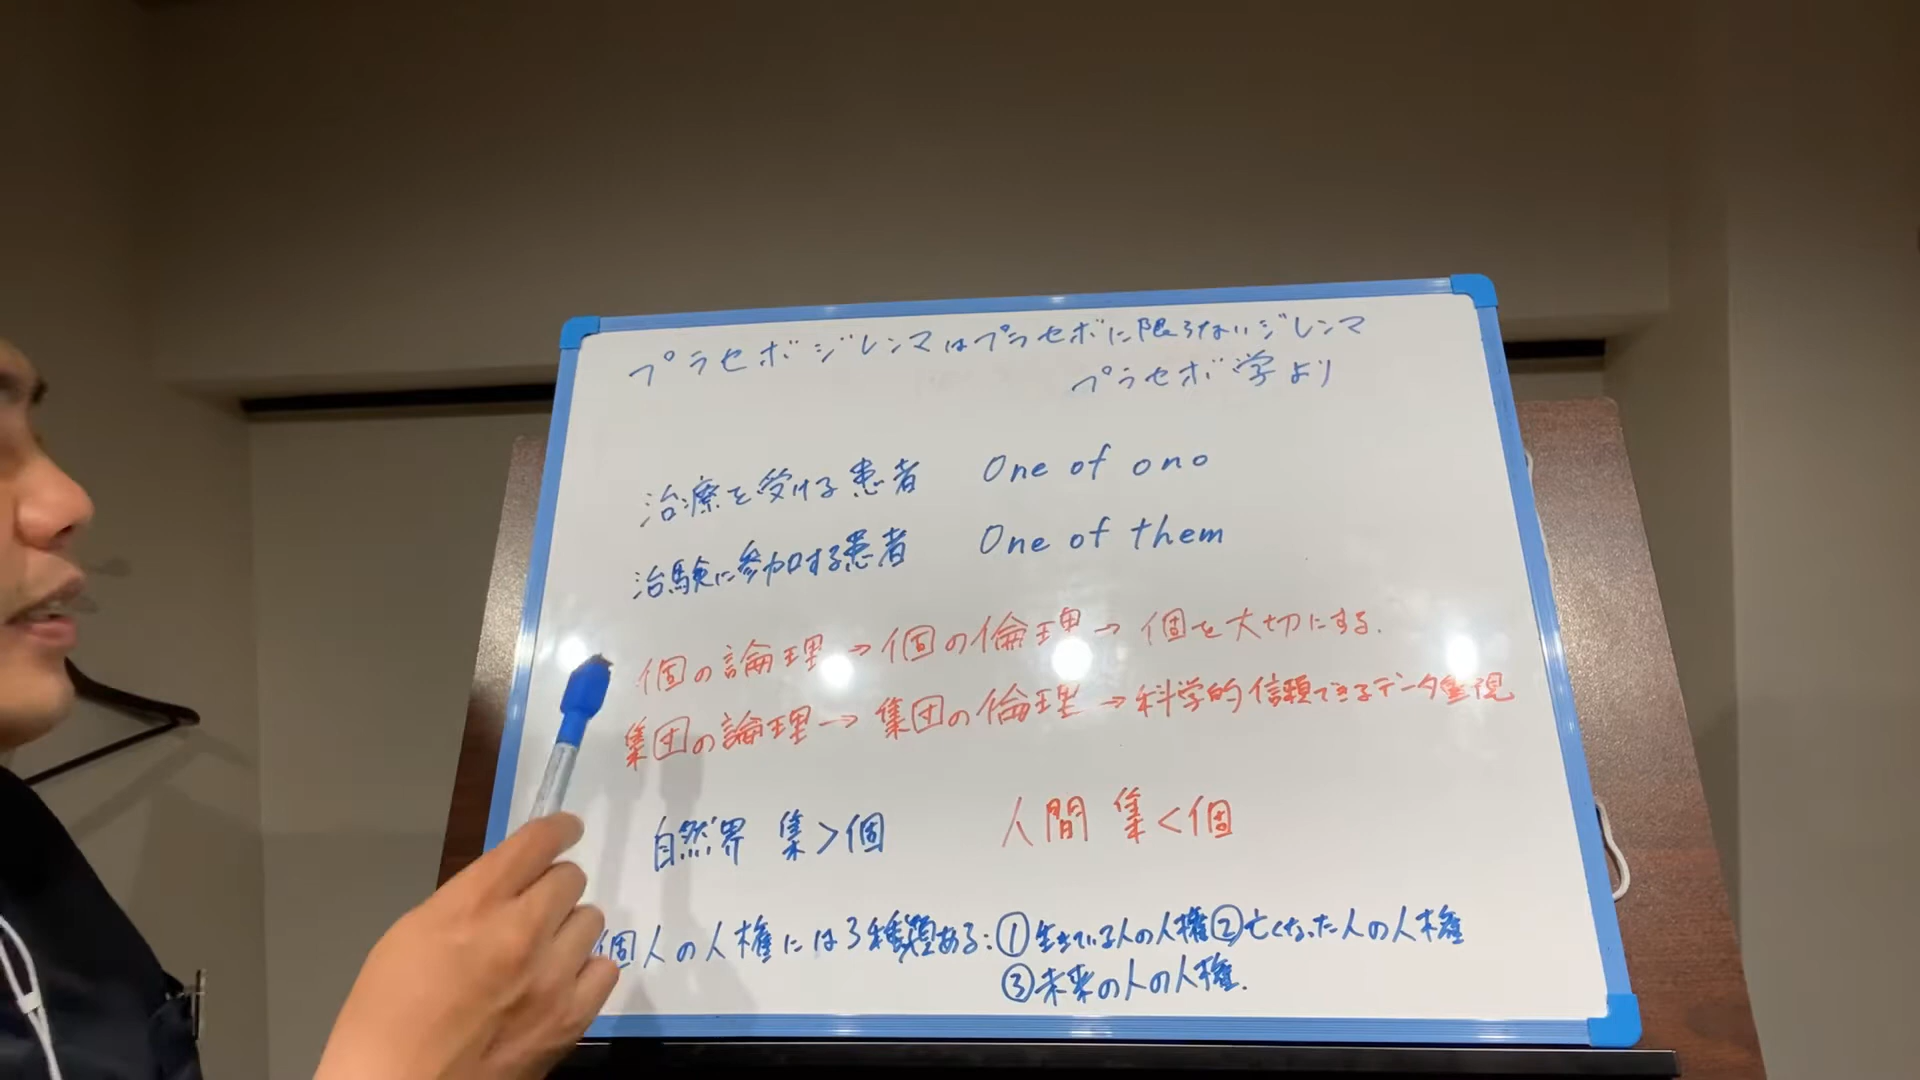 プラセボジレンマはプラセボに限らないジレンマ
プラセボ学より
治療を受ける患者 One of one
治験に参加する患者 One of them
個の論理→個の倫理→個を大切にする.
集団の論理→集団の倫理→科学的信頼できるデータ重視
自然界 集>個 人間 集<個
個人の人権には3種類ある:①生きている人の人権②亡くなった人の人権
③未来の人の人権.